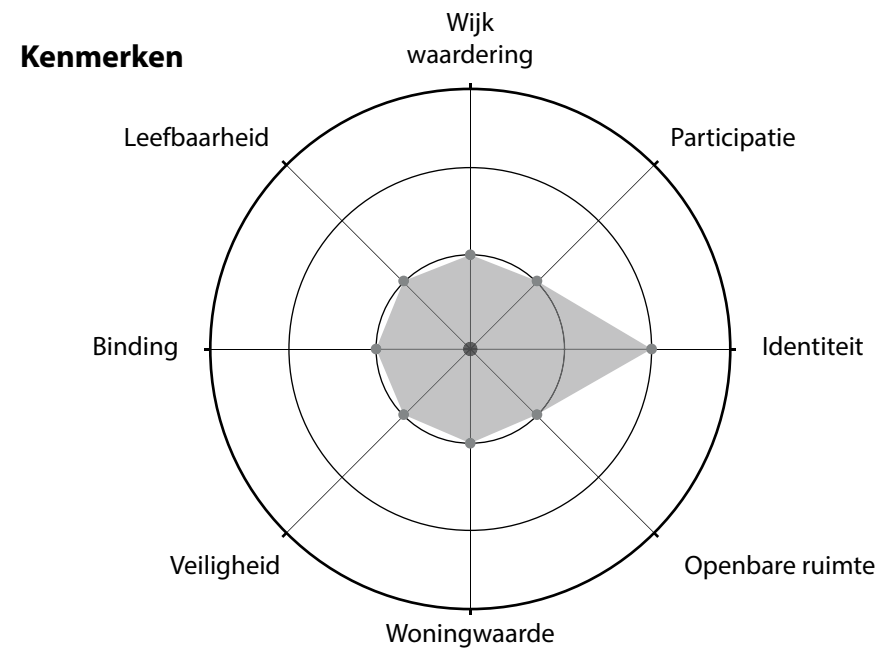 Kenmerken
Wijk
waardering
Leefbaarheid
Participatie
Binding
Identiteit
Veiligheid
Openbare ruimte
Woningwaarde